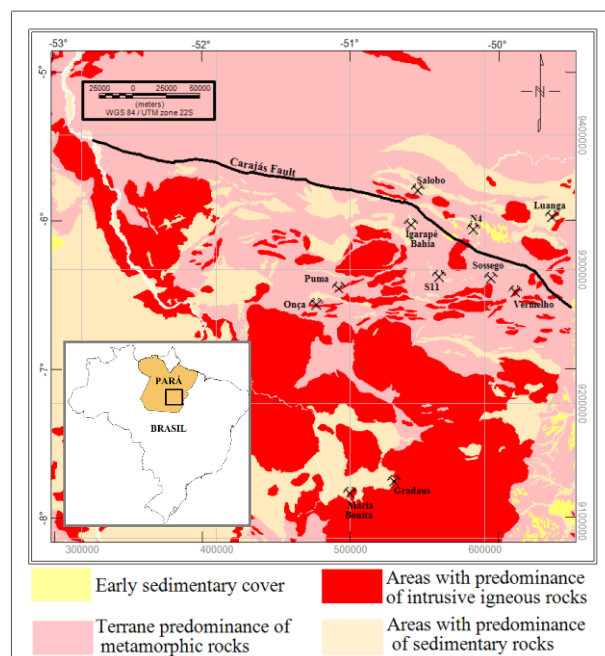 -53°
-52°
-51°
-50°
-5°
25000 0 25000 50000
(meters)
WGS 84 / UTM zone 22S
N
9400000
Carajás Fault
Salobo
Luanga
-6°
N4
Igarapé
Bahia
9300000
Sossego
Puma
S11
Onça
Vermelho
-7°
PARÁ
BRASIL
9200000
Gradaus
Maria
Bonita
-8°
9100000
300000
400000
500000
600000
Early sedimentary cover
Areas with predominance
of intrusive igneous rocks
Terrane predominance of
metamorphic rocks
Areas with predominance
of sedimentary rocks